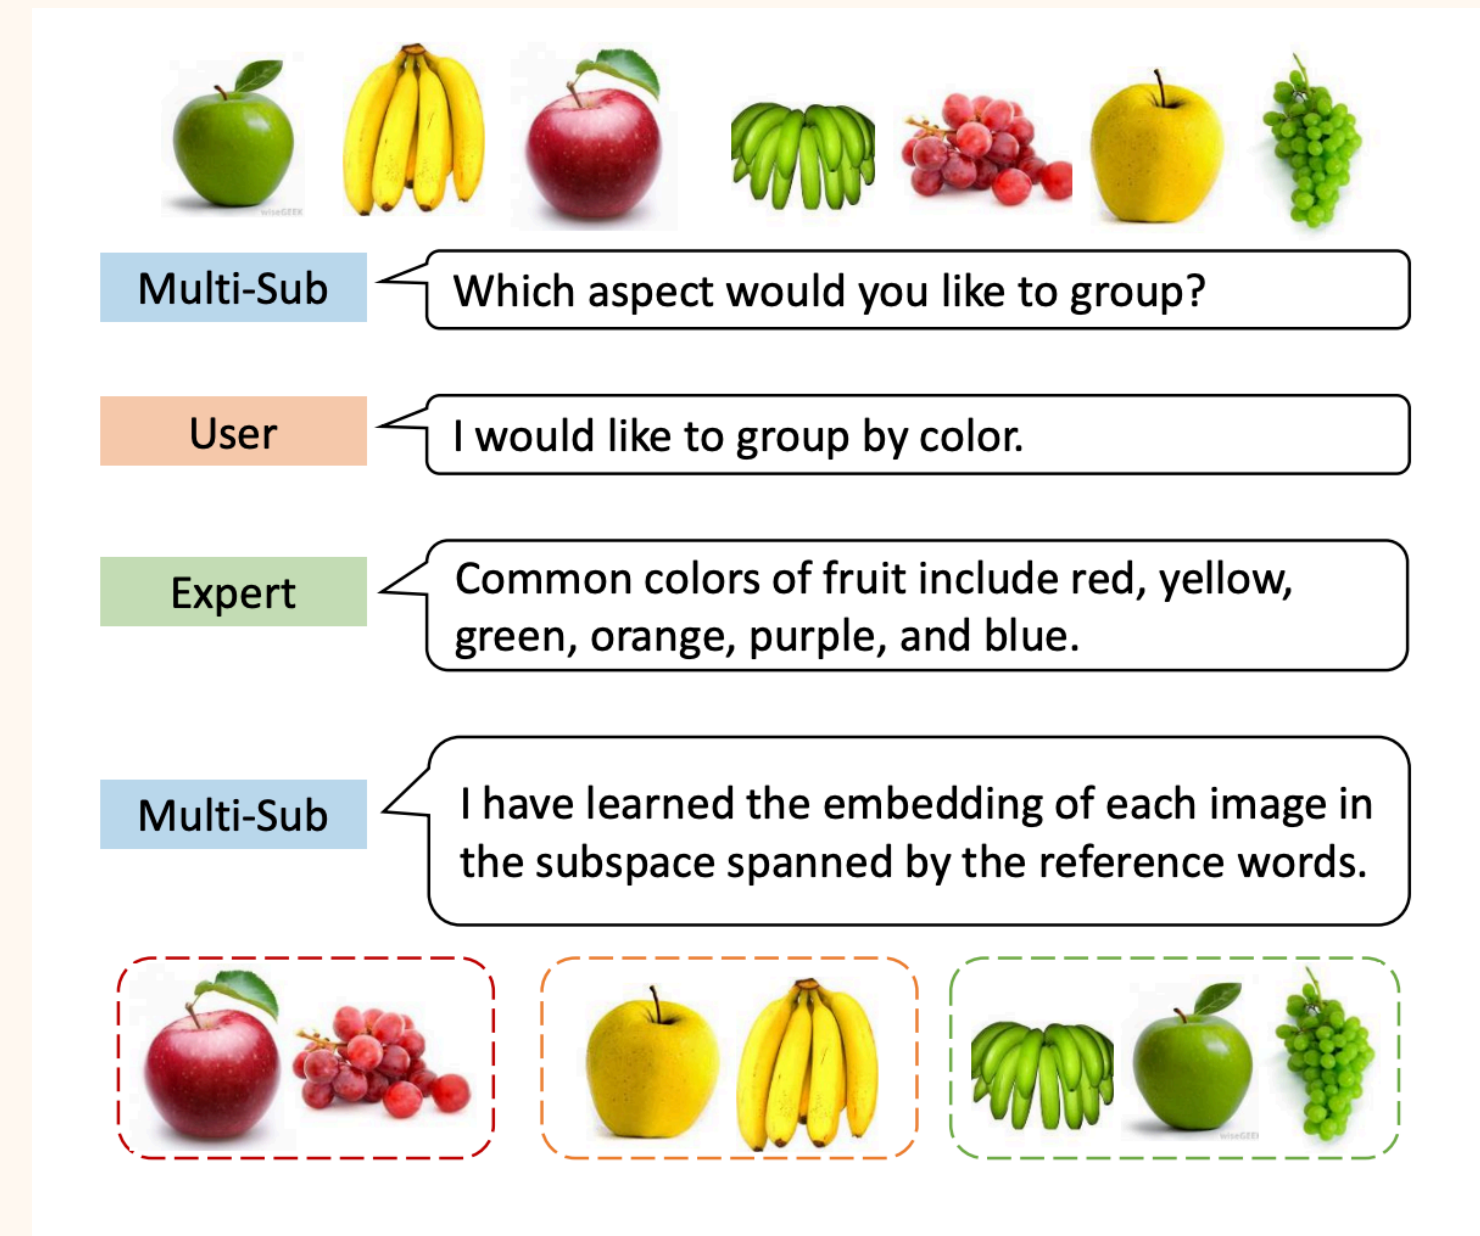 wiseGEEK
Multi-Sub
Which aspect would you like to group?
User
I would like to group by color.
Expert
Common colors of fruit include red, yellow,
green, orange, purple, and blue.
Multi-Sub
I have learned the embedding of each image in
the subspace spanned by the reference words.
wiseGEEK